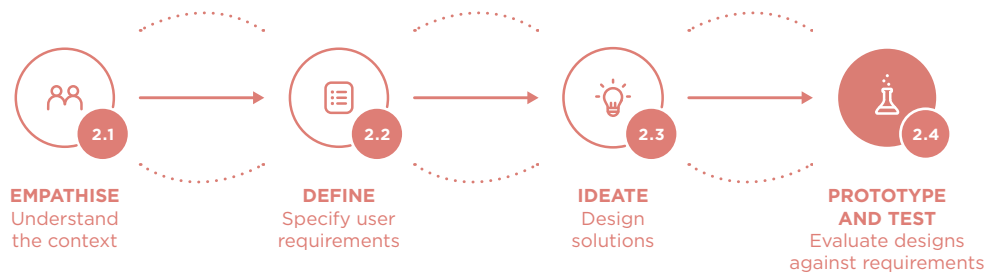 2.1
2.2
2.3
2.4
EMPATHISE
Understand
the context
DEFINE
Specify user
requirements
IDEATE
Design
solutions
PROTOTYPE
AND TEST
Evaluate designs
against requirements